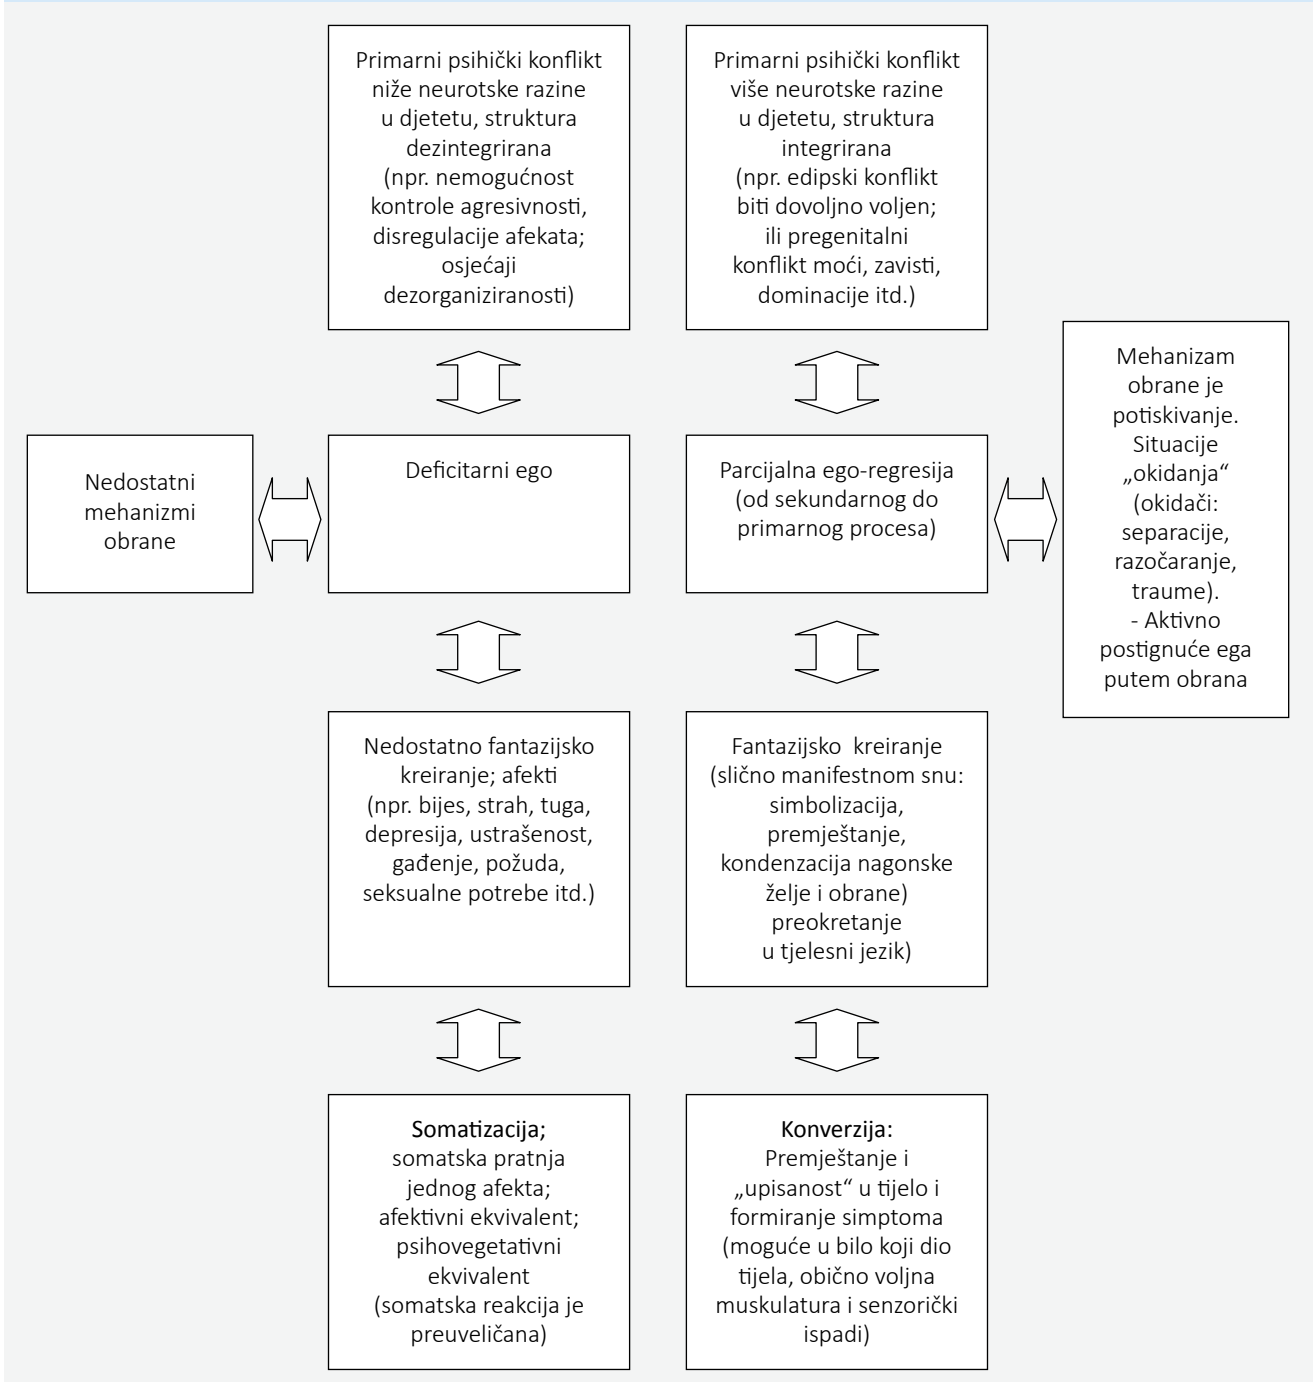 Primarni psihički konflikt
niže neurotske razine
u djetetu, struktura
dezintegrirana
(npr. nemogućnost
kontrole agresivnosti,
disregulacije afekata;
osjećaji
dezorganiziranosti)
Primarni psihički konflikt
više neurotske razine
u djetetu, struktura
integrirana
(npr. edipski konflikt
biti dovoljno voljen;
ili pregenitalni
konflikt moći, zavisti,
dominacije itd.)
Nedostatni
mehanizmi
obrane
Deficitarni ego
Parcijalna ego-regresija
(od sekundarnog do
primarnog procesa)
Mehanizam
obrane je
potiskivanje.
Situacije
„okidanja“
(okidači:
separacije,
razočaranje,
traume).
- Aktivno
postignuće ega
putem obrana
Nedostatno fantazijsko
kreiranje; afekti
(npr. bijes, strah, tuga,
depresija, ustrašenost,
gađenje, požuda,
seksualne potrebe itd.)
Fantazijsko kreiranje
(slično manifestnom snu:
simbolizacija,
premještanje,
kondenzacija nagonske
želje i obrane)
preokretanje
u tjelesni jezik)
Somatizacija;
somatska pratnja
jednog afekta;
afektivni ekvivalent;
psihovegetativni
ekvivalent
(somatska reakcija je
preuveličana)
Konverzija:
Premještanje i
„upisanost“ u tijelo i
formiranje simptoma
(moguće u bilo koji dio
tijela, obično voljna
muskulatura i senzorički
ispadi)